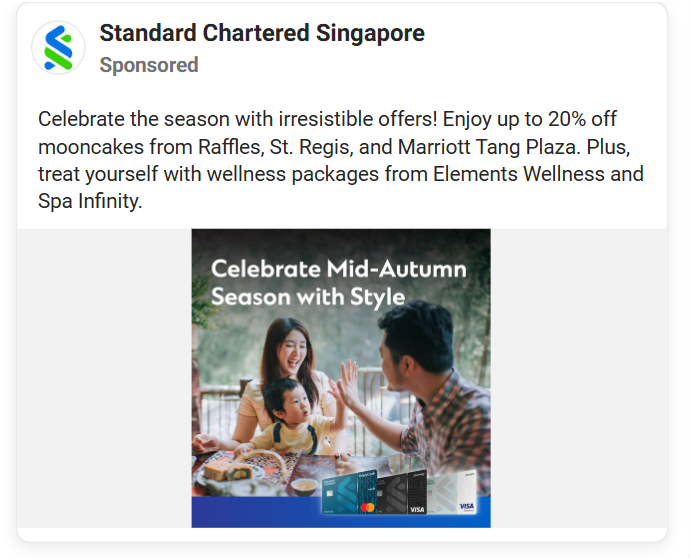 Standard Chartered Singapore
Sponsored
Celebrate the season with irresistible offers! Enjoy up to 20% off
mooncakes from Raffles, St. Regis, and Marriott Tang Plaza. Plus,
treat yourself with wellness packages from Elements Wellness and
Spa Infinity.
Celebrate Mid-Autumn
Season with Style
VISA
VISA